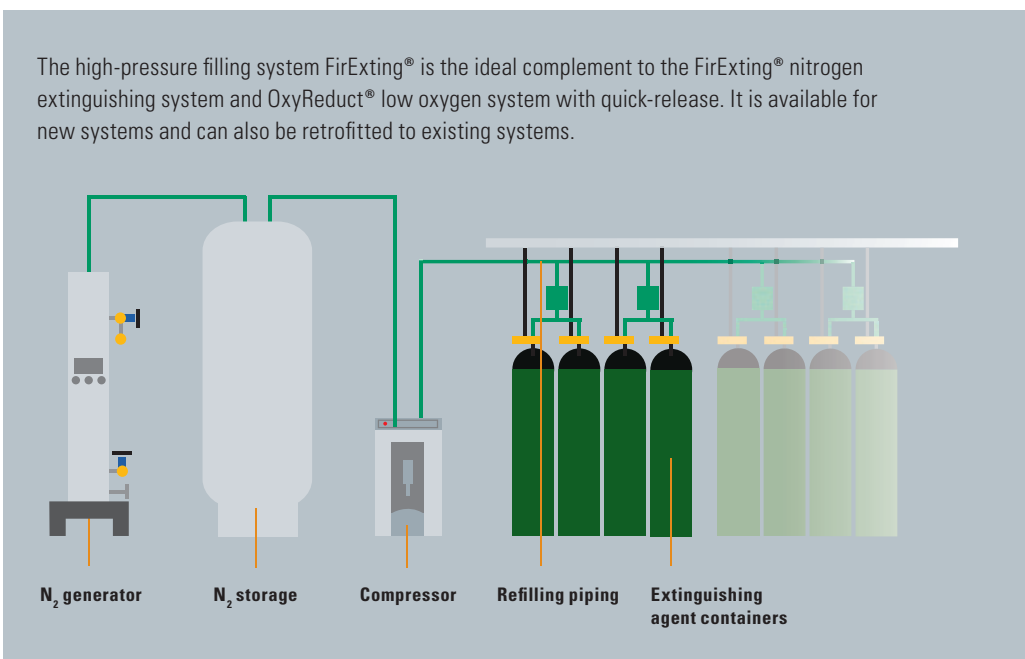 The high-pressure filling system FirExting® is the ideal complement to the FirExting® nitrogen
extinguishing system and OxyReduct® low oxygen system with quick-release. It is available for
new systems and can also be retrofitted to existing systems.
N₂ generator
N₂ storage
Compressor
Refilling piping
Extinguishing
agent containers